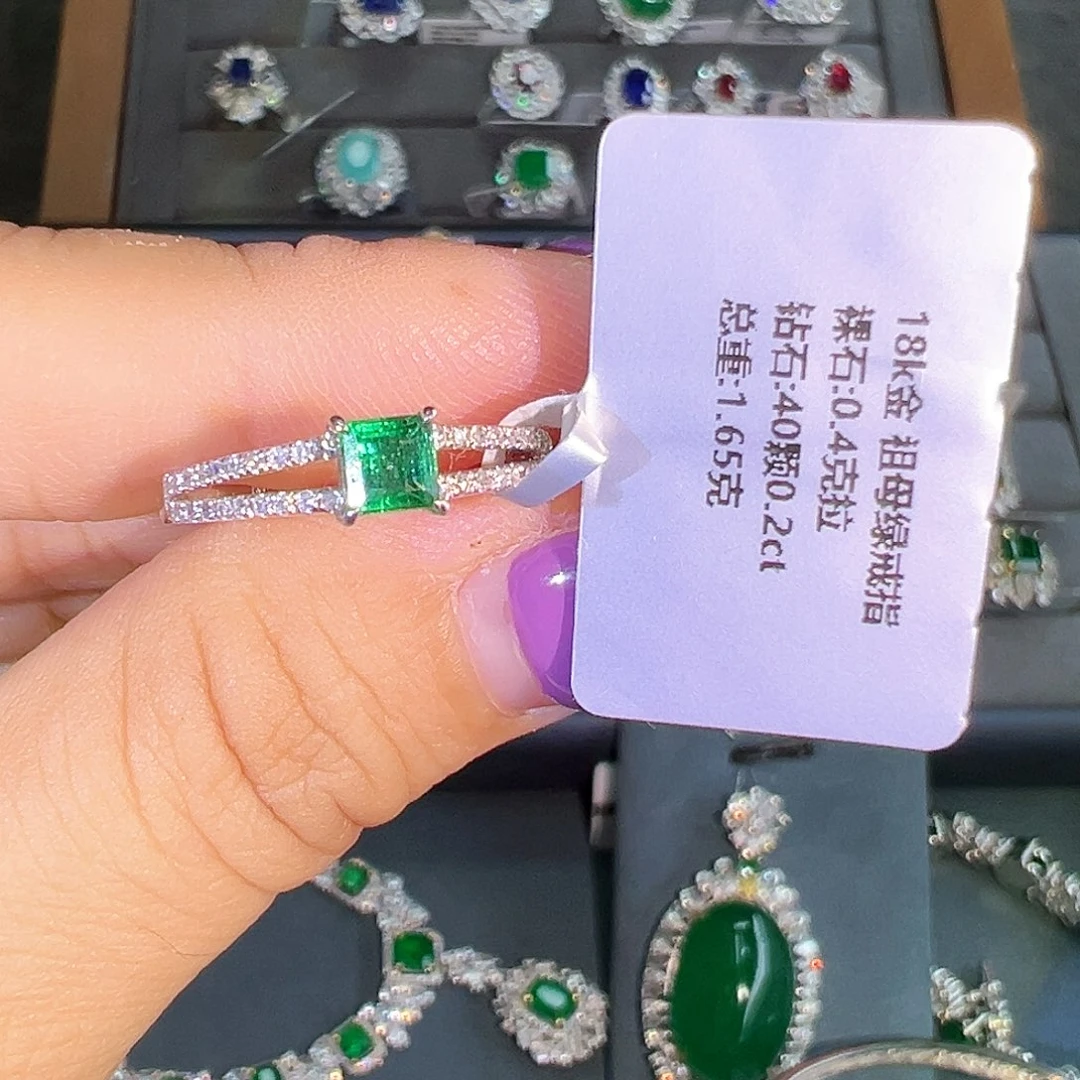 18k金 祖母绿戒指
裸石:0.4克拉
钻石:40颗0.2ct
总重:1.65克